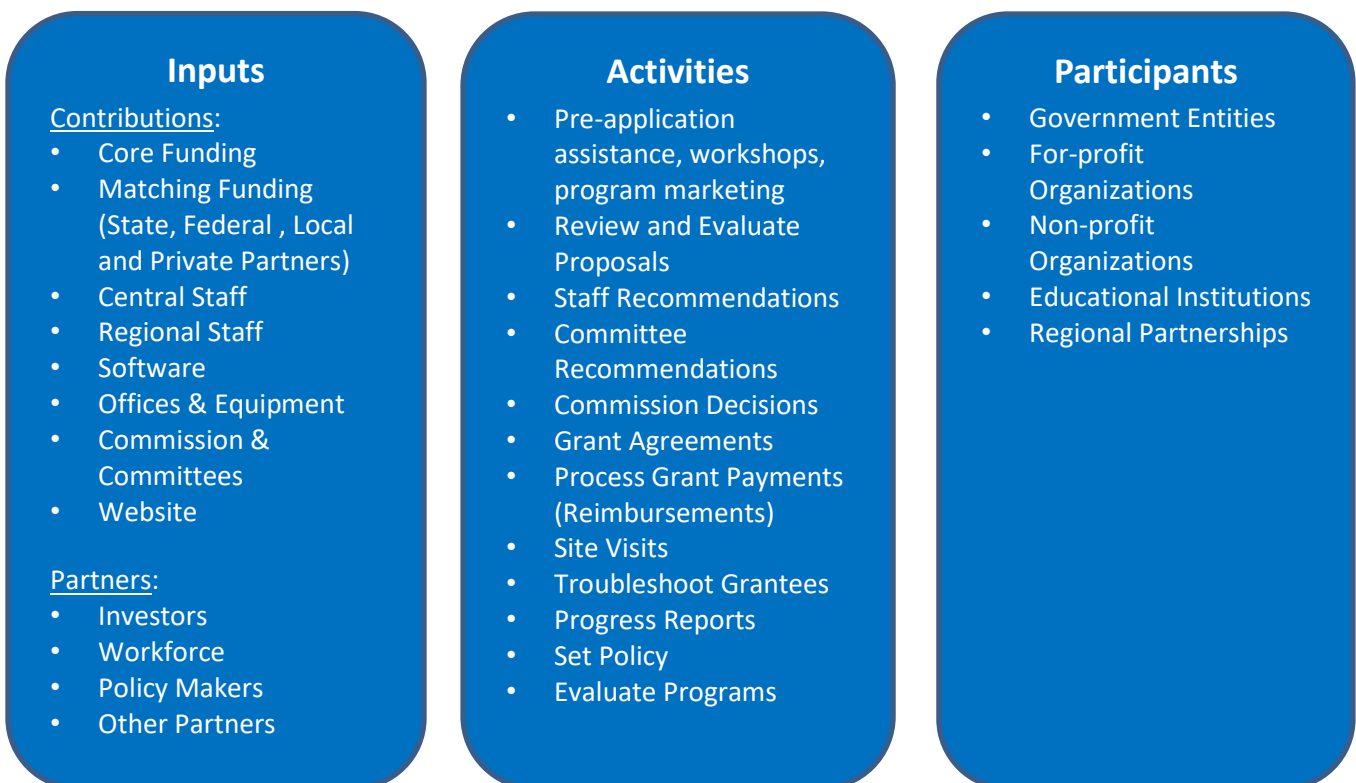 Inputs
Contributions:
• Core Funding
• Matching Funding
(State, Federal , Local
and Private Partners)
• Central Staff
• Regional Staff
• Software
• Offices & Equipment
• Commission &
Committees
• Website
Partners:
• Investors
• Workforce
• Policy Makers
• Other Partners
Activities
• Pre-application
assistance, workshops,
program marketing
• Review and Evaluate
Proposals
• Staff Recommendations
• Committee
Recommendations
• Commission Decisions
• Grant Agreements
• Process Grant Payments
(Reimbursements)
• Site Visits
• Troubleshoot Grantees
• Progress Reports
• Set Policy
• Evaluate Programs
Participants
• Government Entities
• For-profit
Organizations
• Non-profit
Organizations
• Educational Institutions
• Regional Partnerships